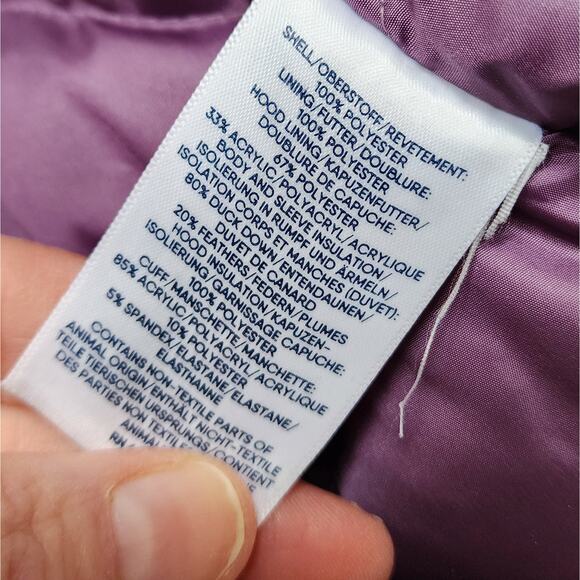 SHELL/OBERSTOFF/REVETEMENT:
100% POLYESTER
LINING/FUTTER/DOUBLURE:
100% POLYESTER
HOOD LINING/KAPUZENFUTTER/
DOUBLURE DE CAPUCHE:
67% POLYESTER
33% ACRYLIC/POLYACRYL/ACRYLIQUE
BODY AND SLEEVE INSULATION/
ISOLIERUNG IN RUMPF UND ÄRMELN/
ISOLATION CORPS ET MANCHES (DUVET):
80% DUCK DOWN/ENTENDAUNEN/
DUVET DE CANARD
20% FEATHERS/FEDERN/PLUMES
HOOD INSULATION/KAPUZEN-
ISOLIERUNG/GARNISSAGE CAPUCHE:
100% POLYESTER
CUFF/MANSCHETTE/MANCHETTE:
85% ACRYLIC/POLYACRYL/ACRYLIQUE
10% POLYESTER
5% SPANDEX/ELASTANE/ELASTANE/
ELASTHANNE
CONTAINS NON-TEXTILE PARTS OF
ANIMAL ORIGIN/ENTHÄLT NICHT-TEXTILE
TEILE TIERISCHEN URSPRUNGS/CONTIENT
DES PARTIES NON TEXTILES
ANIMAL
RN